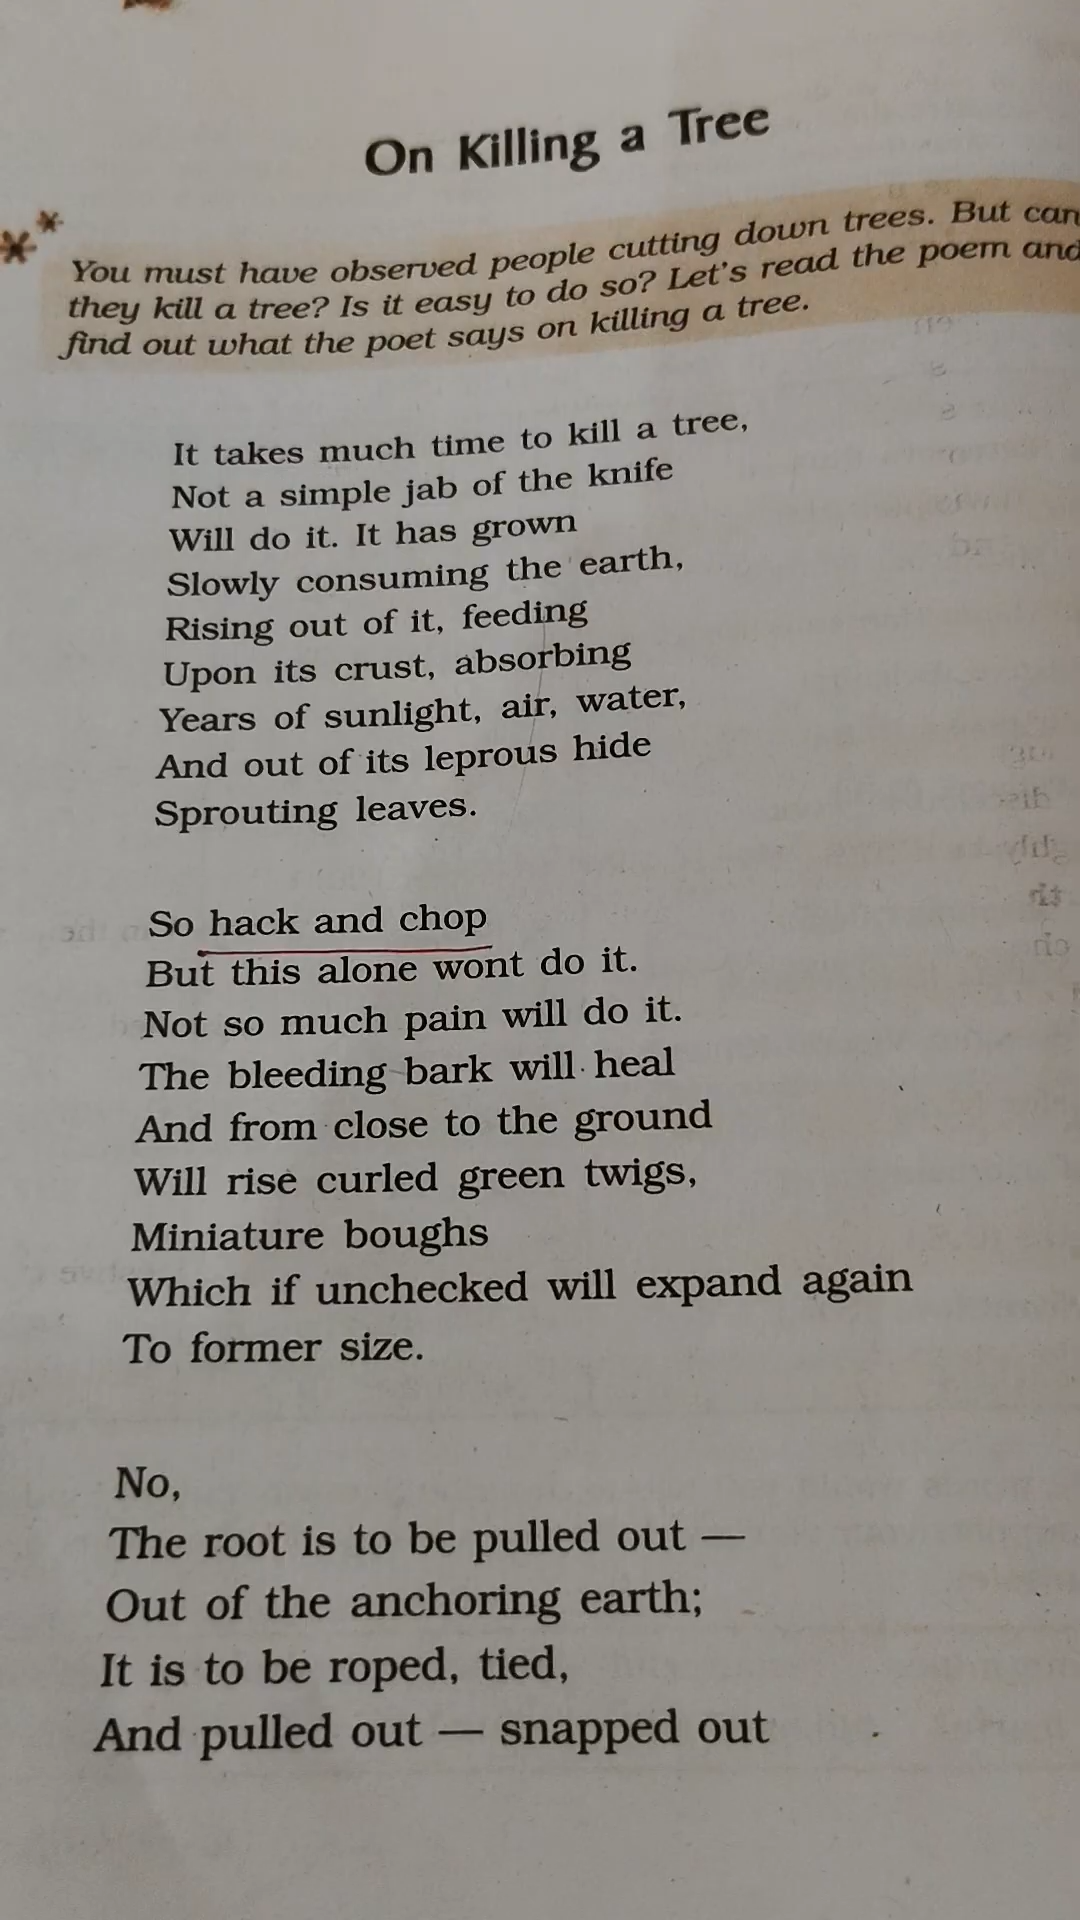 On Killing a Tree
You must have observed people cutting down trees. But can
they kill a tree? Is it easy to do so? Let's read the poem and
find out what the poet says on killing a tree.
It takes much time to kill a tree,
Not a simple jab of the knife
Will do it. It has grown
Slowly consuming the earth,
Rising out of it, feeding
Upon its crust, absorbing
Years of sunlight, air, water,
And out of its leprous hide
Sprouting leaves.
So hack and chop
But this alone wont do it.
Not so much pain will do it.
The bleeding bark will heal
And from close to the ground
Will rise curled green twigs,
Miniature boughs
Which if unchecked will expand again
To former size.
No,
The root is to be pulled out —
Out of the anchoring earth;
It is to be roped, tied,
And pulled out — snapped out